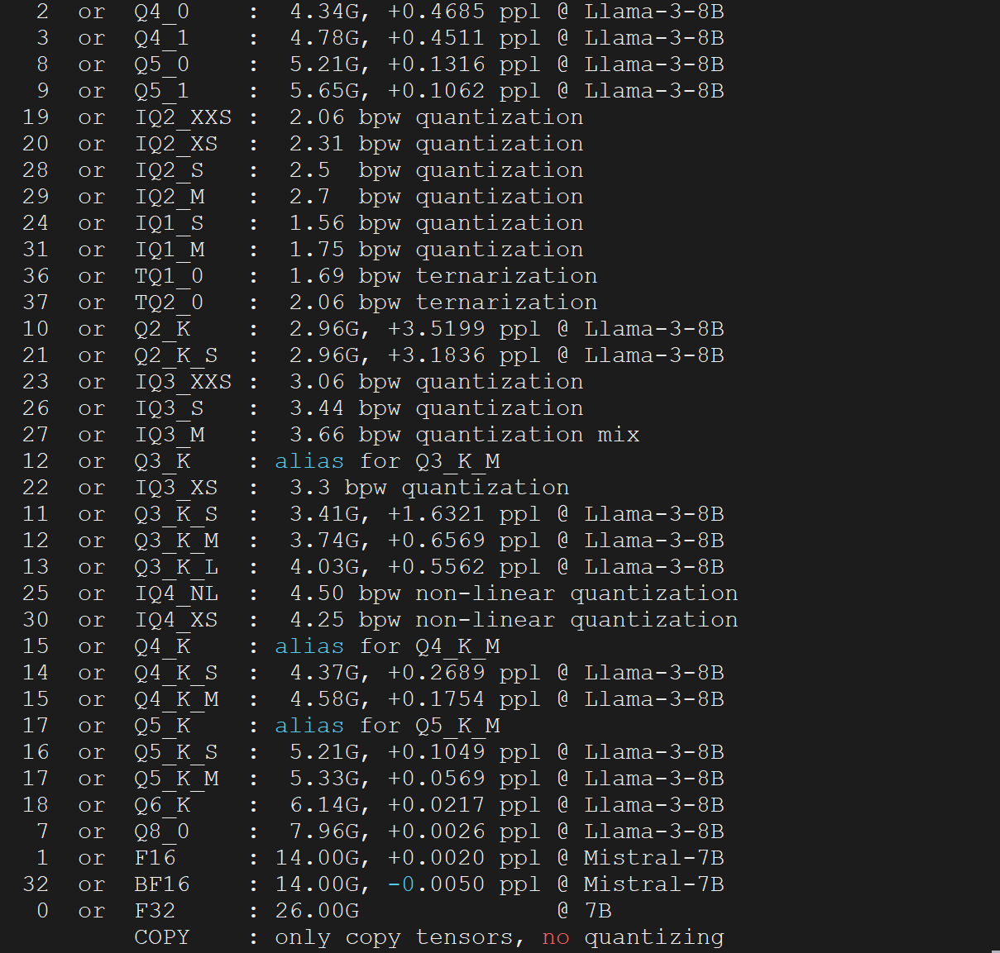 2  or  Q4_0    :  4.34G, +0.4685 ppl @ Llama-3-8B
   3  or  Q4_1    :  4.78G, +0.4511 ppl @ Llama-3-8B
   8  or  Q5_0    :  5.21G, +0.1316 ppl @ Llama-3-8B
   9  or  Q5_1    :  5.65G, +0.1062 ppl @ Llama-3-8B
  19  or  IQ2_XXS :  2.06 bpw quantization
  20  or  IQ2_XS  :  2.31 bpw quantization
  28  or  IQ2_S   :  2.5  bpw quantization
  29  or  IQ2_M   :  2.7  bpw quantization
  24  or  IQ1_S   :  1.56 bpw quantization
  31  or  IQ1_M   :  1.75 bpw quantization
  36  or  TQ1_0   :  1.69 bpw ternarization
  37  or  TQ2_0   :  2.06 bpw ternarization
  10  or  Q2_K    :  2.96G, +3.5199 ppl @ Llama-3-8B
  21  or  Q2_K_S  :  2.96G, +3.1836 ppl @ Llama-3-8B
  23  or  IQ3_XXS :  3.06 bpw quantization
  26  or  IQ3_S   :  3.44 bpw quantization
  27  or  IQ3_M   :  3.66 bpw quantization mix
  12  or  Q3_K    : alias for Q3_K_M
  22  or  IQ3_XS  :  3.3 bpw quantization
  11  or  Q3_K_S  :  3.41G, +1.6321 ppl @ Llama-3-8B
  12  or  Q3_K_M  :  3.74G, +0.6569 ppl @ Llama-3-8B
  13  or  Q3_K_L  :  4.03G, +0.5562 ppl @ Llama-3-8B
  25  or  IQ4_NL  :  4.50 bpw non-linear quantization
  30  or  IQ4_XS  :  4.25 bpw non-linear quantization
  15  or  Q4_K    : alias for Q4_K_M
  14  or  Q4_K_S  :  4.37G, +0.2689 ppl @ Llama-3-8B
  15  or  Q4_K_M  :  4.58G, +0.1754 ppl @ Llama-3-8B
  17  or  Q5_K    : alias for Q5_K_M
  16  or  Q5_K_S  :  5.21G, +0.1049 ppl @ Llama-3-8B
  17  or  Q5_K_M  :  5.33G, +0.0569 ppl @ Llama-3-8B
  18  or  Q6_K    :  6.14G, +0.0217 ppl @ Llama-3-8B
   7  or  Q8_0    :  7.96G, +0.0026 ppl @ Llama-3-8B
   1  or  F16     : 14.00G, +0.0020 ppl @ Mistral-7B
  32  or  BF16    : 14.00G, -0.0050 ppl @ Mistral-7B
   0  or  F32     : 26.00G              @ 7B
          COPY    : only copy tensors, no quantizing